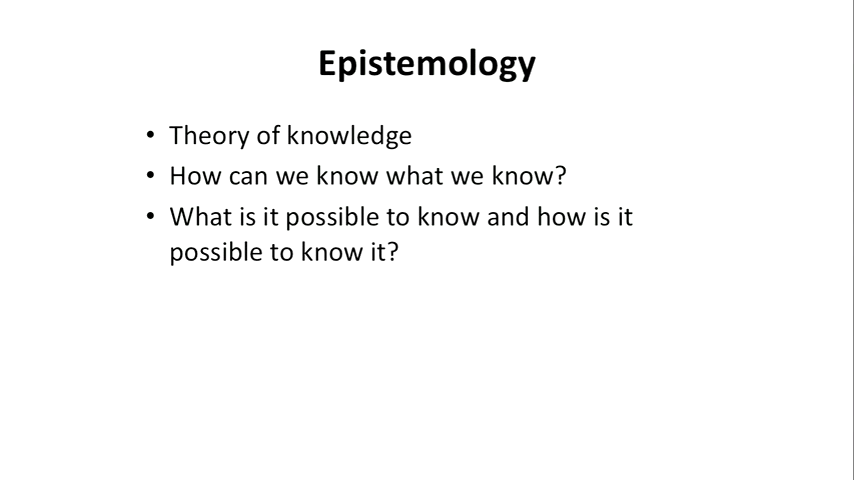 Epistemology
• Theory of knowledge
• How can we know what we know?
• What is it possible to know and how is it
possible to know it?